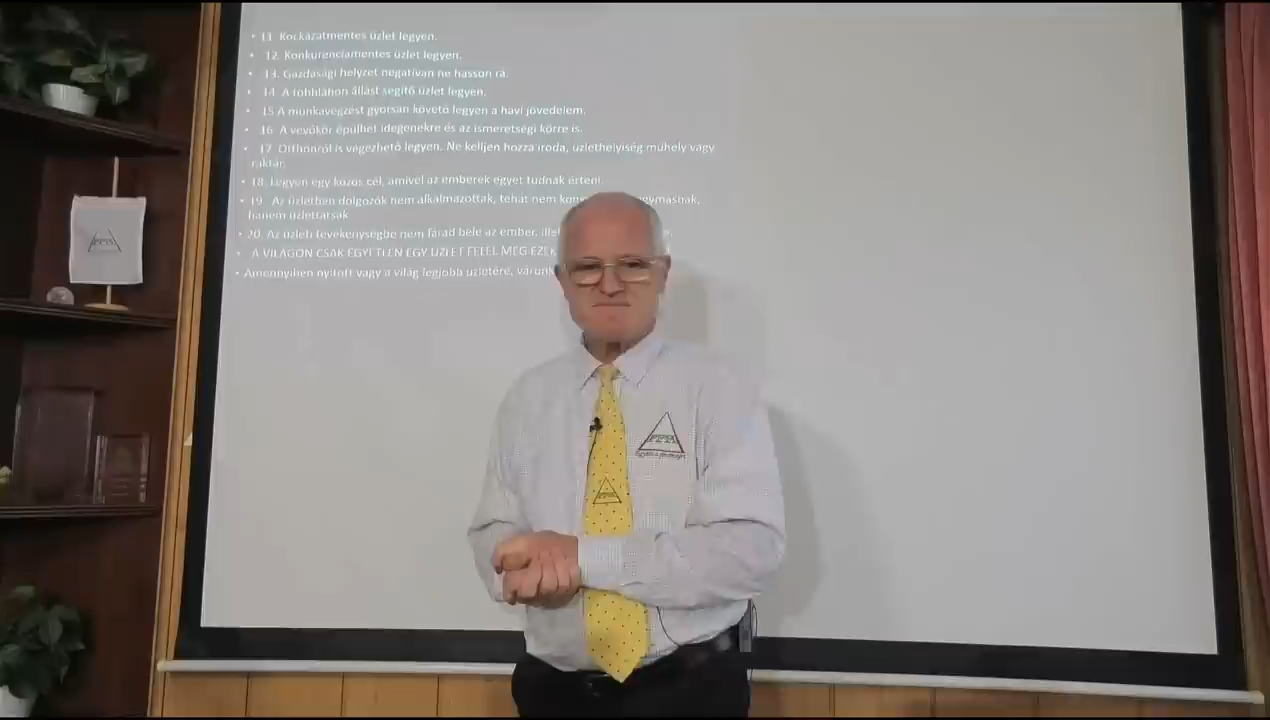 • 11. Kockázatmentes üzlet legyen.
• 12. Konkurenciamentes üzlet legyen.
• 13. Gazdasági helyzet negatívan ne hasson rá.
• 14. A többlábon állást segítő üzlet legyen.
• 15 A munkavégzést gyorsan követő legyen a havi jövedelem.
• 16. A vevőkör épülhet idegenekre és az ismeretségi körre is.
• 17. Otthonról is végezhető legyen. Ne kelljen hozzá iroda, üzlethelyiség műhely vagy
raktár.
• 18. Legyen egy közös cél, amivel az emberek egyet tudnak érteni.
• 19. Az üzletben dolgozók nem alkalmazottak, tehát nem
hanem üzlettársak
• 20. Az üzleti tevékenységbe nem fárad bele az ember,
• A VILÁGON CSAK EGYETLEN EGY ÜZLET FELEL MEG
• Amennyiben nyitott vagy a világ legjobb üzletére,